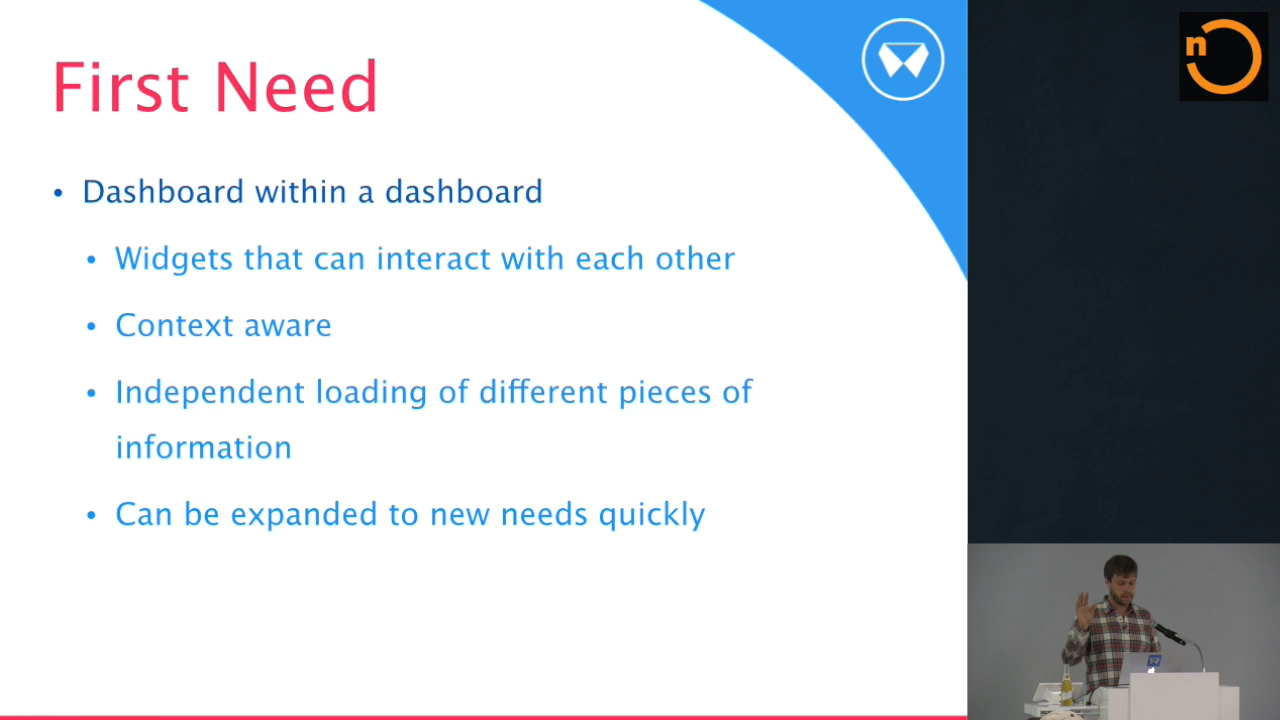 First Need
n
• Dashboard within a dashboard
• Widgets that can interact with each other
• Context aware
• Independent loading of different pieces of
information
• Can be expanded to new needs quickly